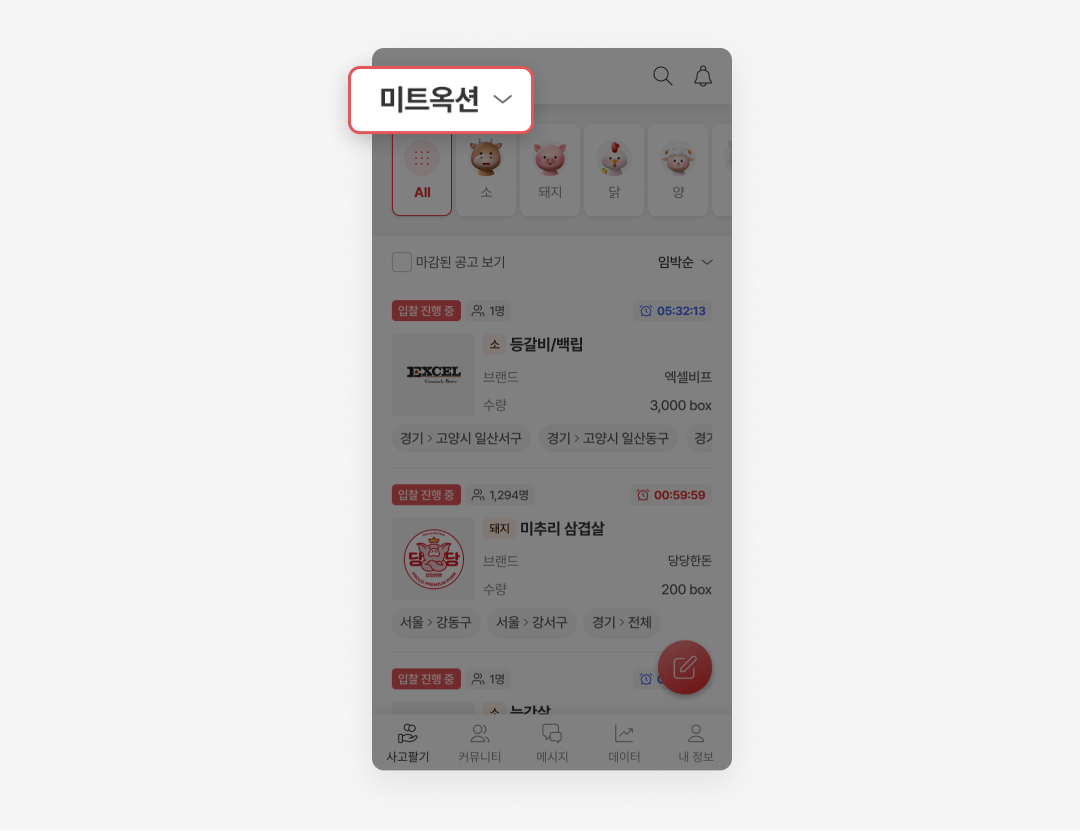 미트옥션
All
소
돼지
닭
양
마감된 공고 보기
임박순
입찰 진행 중
1명
05:32:13
EXCEL
소
등갈비/백립
브랜드
엑셀비프
수량
3,000 box
경기 > 고양시 일산서구
경기 > 고양시 일산동구
경기
입찰 진행 중
1,294명
00:59:59
당당
돼지
미추리 삼겹살
브랜드
당당한돈
수량
200 box
서울 > 강동구
서울 > 강서구
경기 > 전체
입찰 진행 중
1명
소
사고팔기
커뮤니티
메시지
데이터
내 정보